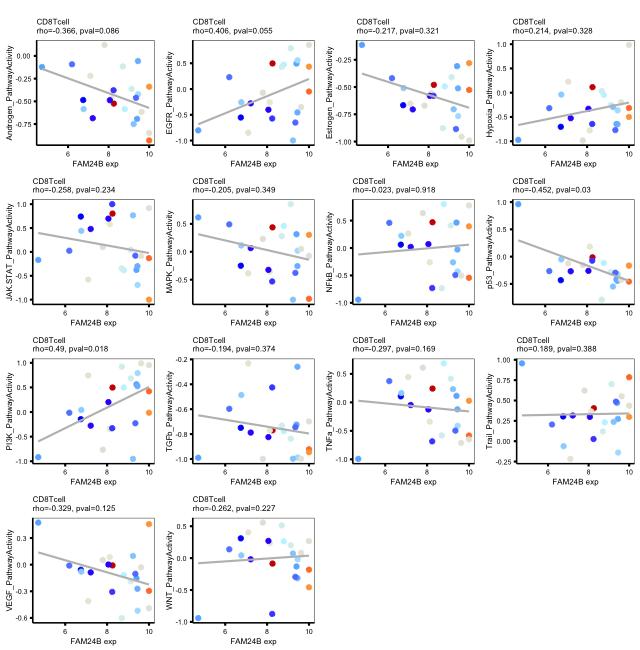 CD8Tcell
rho=-0.366, pval=0.086
Androgen_PathwayActivity
0.00
-0.25
-0.50
-0.75
6
8
10
FAM24B exp
CD8Tcell
rho=0.406, pval=0.055
EGFR_PathwayActivity
1.0
0.5
0.0
-0.5
-1.0
6
8
10
FAM24B exp
CD8Tcell
rho=-0.217, pval=0.321
Estrogen_PathwayActivity
-0.25
-0.50
-0.75
-1.00
6
8
10
FAM24B exp
CD8Tcell
rho=0.214, pval=0.328
Hypoxia_PathwayActivity
1.0
0.5
0.0
-0.5
-1.0
6
8
10
FAM24B exp
CD8Tcell
rho=-0.258, pval=0.234
JAK.STAT_PathwayActivity
1.0
0.5
0.0
-0.5
-1.0
6
8
10
FAM24B exp
CD8Tcell
rho=-0.205, pval=0.349
MAPK_PathwayActivity
0.5
0.0
-0.5
6
8
10
FAM24B exp
CD8Tcell
rho=-0.023, pval=0.918
NFkB_PathwayActivity
0.5
0.0
-0.5
-1.0
6
8
10
FAM24B exp
CD8Tcell
rho=-0.452, pval=0.03
p53_PathwayActivity
1.0
0.5
0.0
-0.5
6
8
10
FAM24B exp
CD8Tcell
rho=0.49, pval=0.018
PI3K_PathwayActivity
1.0
0.5
0.0
-0.5
-1.0
6
8
10
FAM24B exp
CD8Tcell
rho=-0.194, pval=0.374
TGFb_PathwayActivity
-0.2
-0.4
-0.6
-0.8
-1.0
6
8
10
FAM24B exp
CD8Tcell
rho=-0.297, pval=0.169
TNFa_PathwayActivity
0.5
0.0
-0.5
-1.0
6
8
10
FAM24B exp
CD8Tcell
rho=0.189, pval=0.388
Trail_PathwayActivity
1.00
0.75
0.50
0.25
0.00
-0.25
6
8
10
FAM24B exp
CD8Tcell
rho=-0.329, pval=0.125
VEGF_PathwayActivity
0.3
0.0
-0.3
-0.6
6
8
10
FAM24B exp
CD8Tcell
rho=-0.262, pval=0.227
WNT_PathwayActivity
0.5
0.0
-0.5
-1.0
6
8
10
FAM24B exp